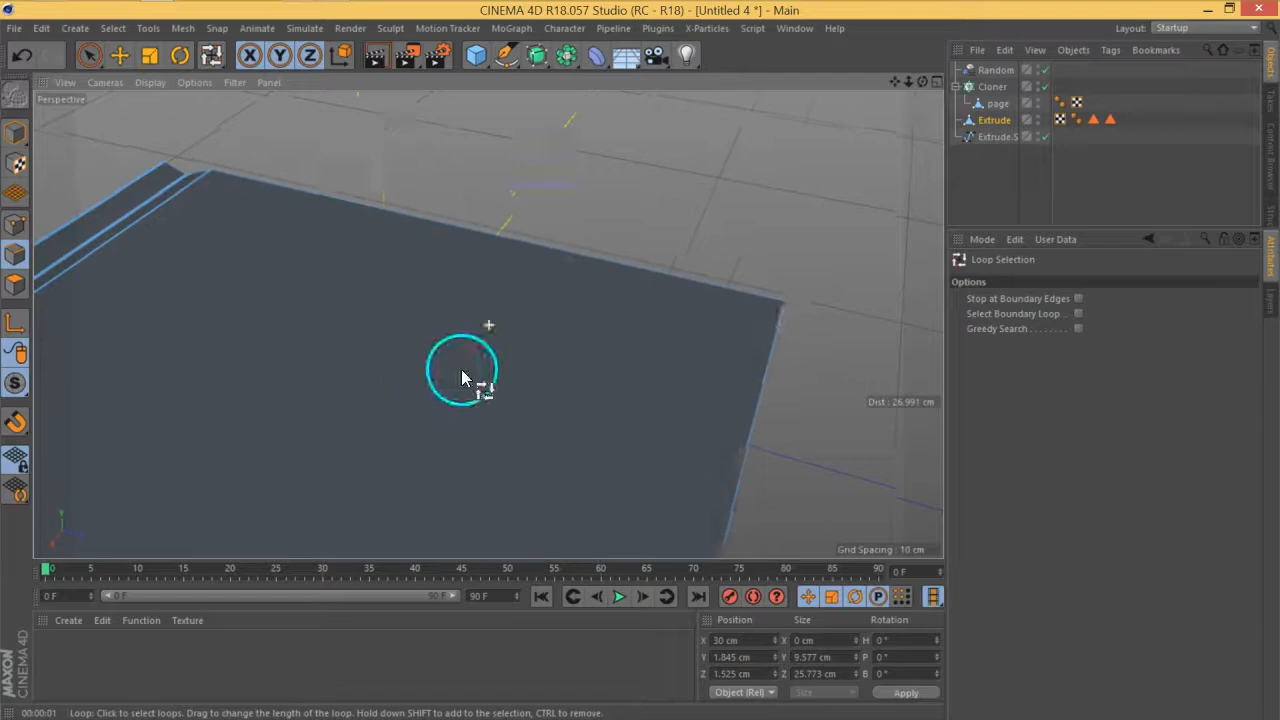 CINEMA 4D R18.057 Studio (RC - R18) - [Untitled 4 *] - Main
File Edit Create Select Tools Mesh Snap Animate Simulate Render Sculpt Motion Tracker MoGraph Character Pipeline Plugins X-Particles Script Window Help Layout: Startup
X Y Z
View Cameras Display Options Filter Panel
Perspective
File Edit View Objects Tags Bookmarks
Random
Cloner
page
Extrude
Extrude.S
Objects
Takes
Content Browser
Mode Edit User Data
Loop Selection
Options
Stop at Boundary Edges
Select Boundary Loop . .
Greedy Search . . . . . . . .
Attributes
Layers
Dist : 26.991 cm
Grid Spacing : 10 cm
0 5 10 15 20 25 30 35 40 45 50 55 60 65 70 75 80 85 90 0 F
0 F 0 F 90 F 90 F
Create Edit Function Texture
Position Size Rotation
X 30 cm X 0 cm H 0 °
Y 1.845 cm Y 9.577 cm P 0 °
Z 1.525 cm Z 25.773 cm B 0 °
Object (Rel) Size Apply
MAXON CINEMA 4D
00:00:01 Loop: Click to select loops. Drag to change the length of the loop. Hold down SHIFT to add to the selection, CTRL to remove.